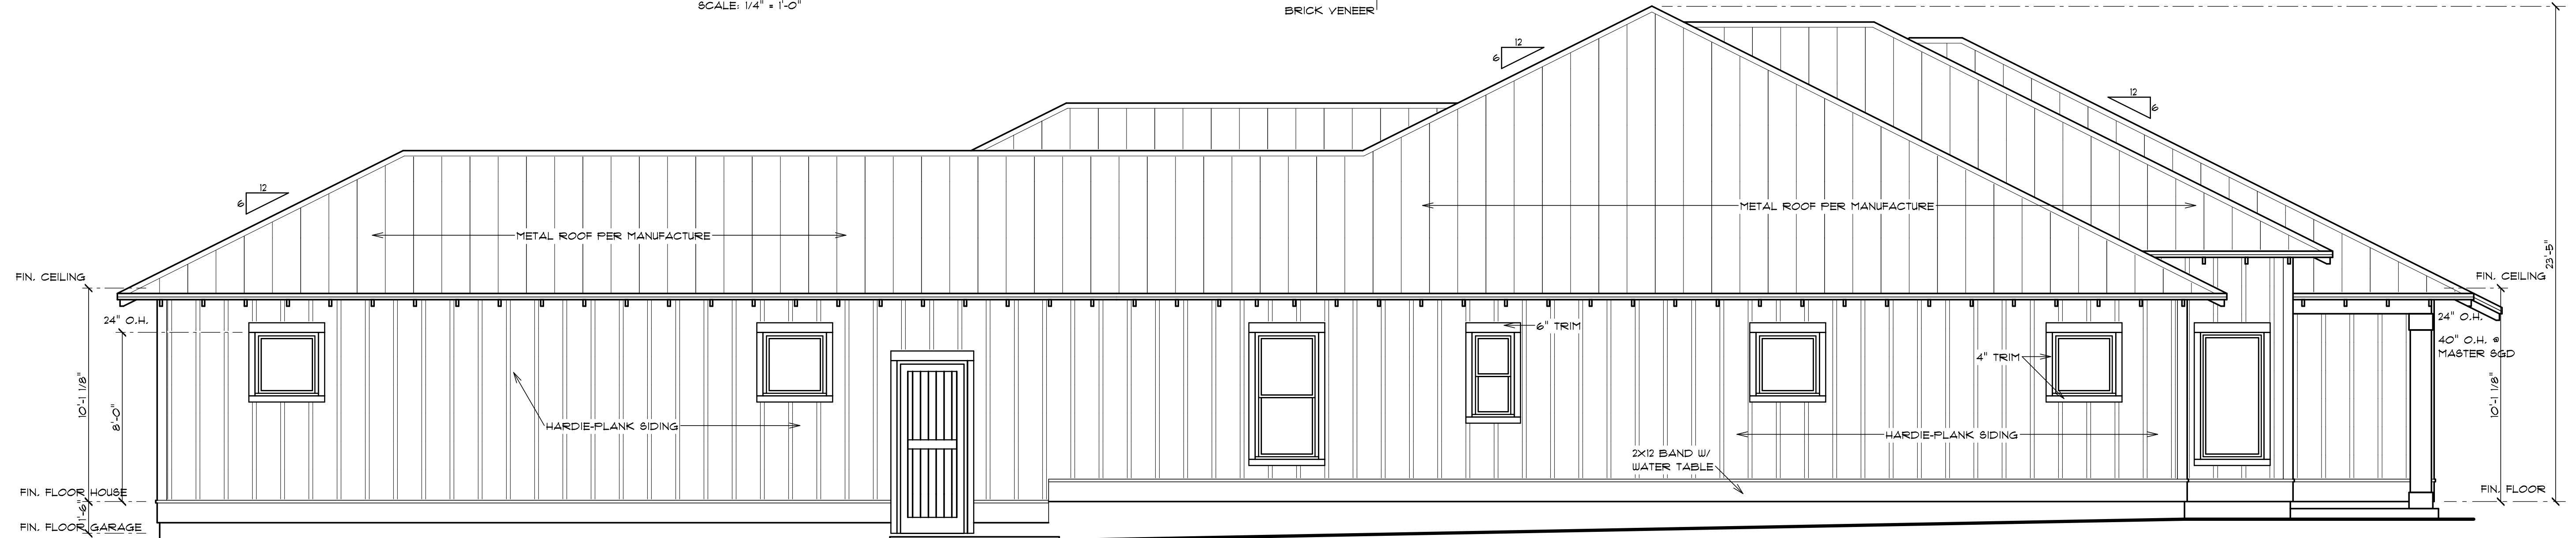 SCALE: 1/4" = 1'-0"
BRICK VENEER
12
6
12
6
12
6
METAL ROOF PER MANUFACTURE
METAL ROOF PER MANUFACTURE
23'-5"
FIN. CEILING
FIN. CEILING
24" O.H.
24" O.H.
6" TRIM
40" O.H. @
MASTER SGD
4" TRIM
10'-1 1/8"
8'-0"
10'-1 1/8"
HARDIE-PLANK SIDING
HARDIE-PLANK SIDING
2X12 BAND W/
WATER TABLE
FIN. FLOOR HOUSE
FIN. FLOOR
1'-6"
FIN. FLOOR GARAGE